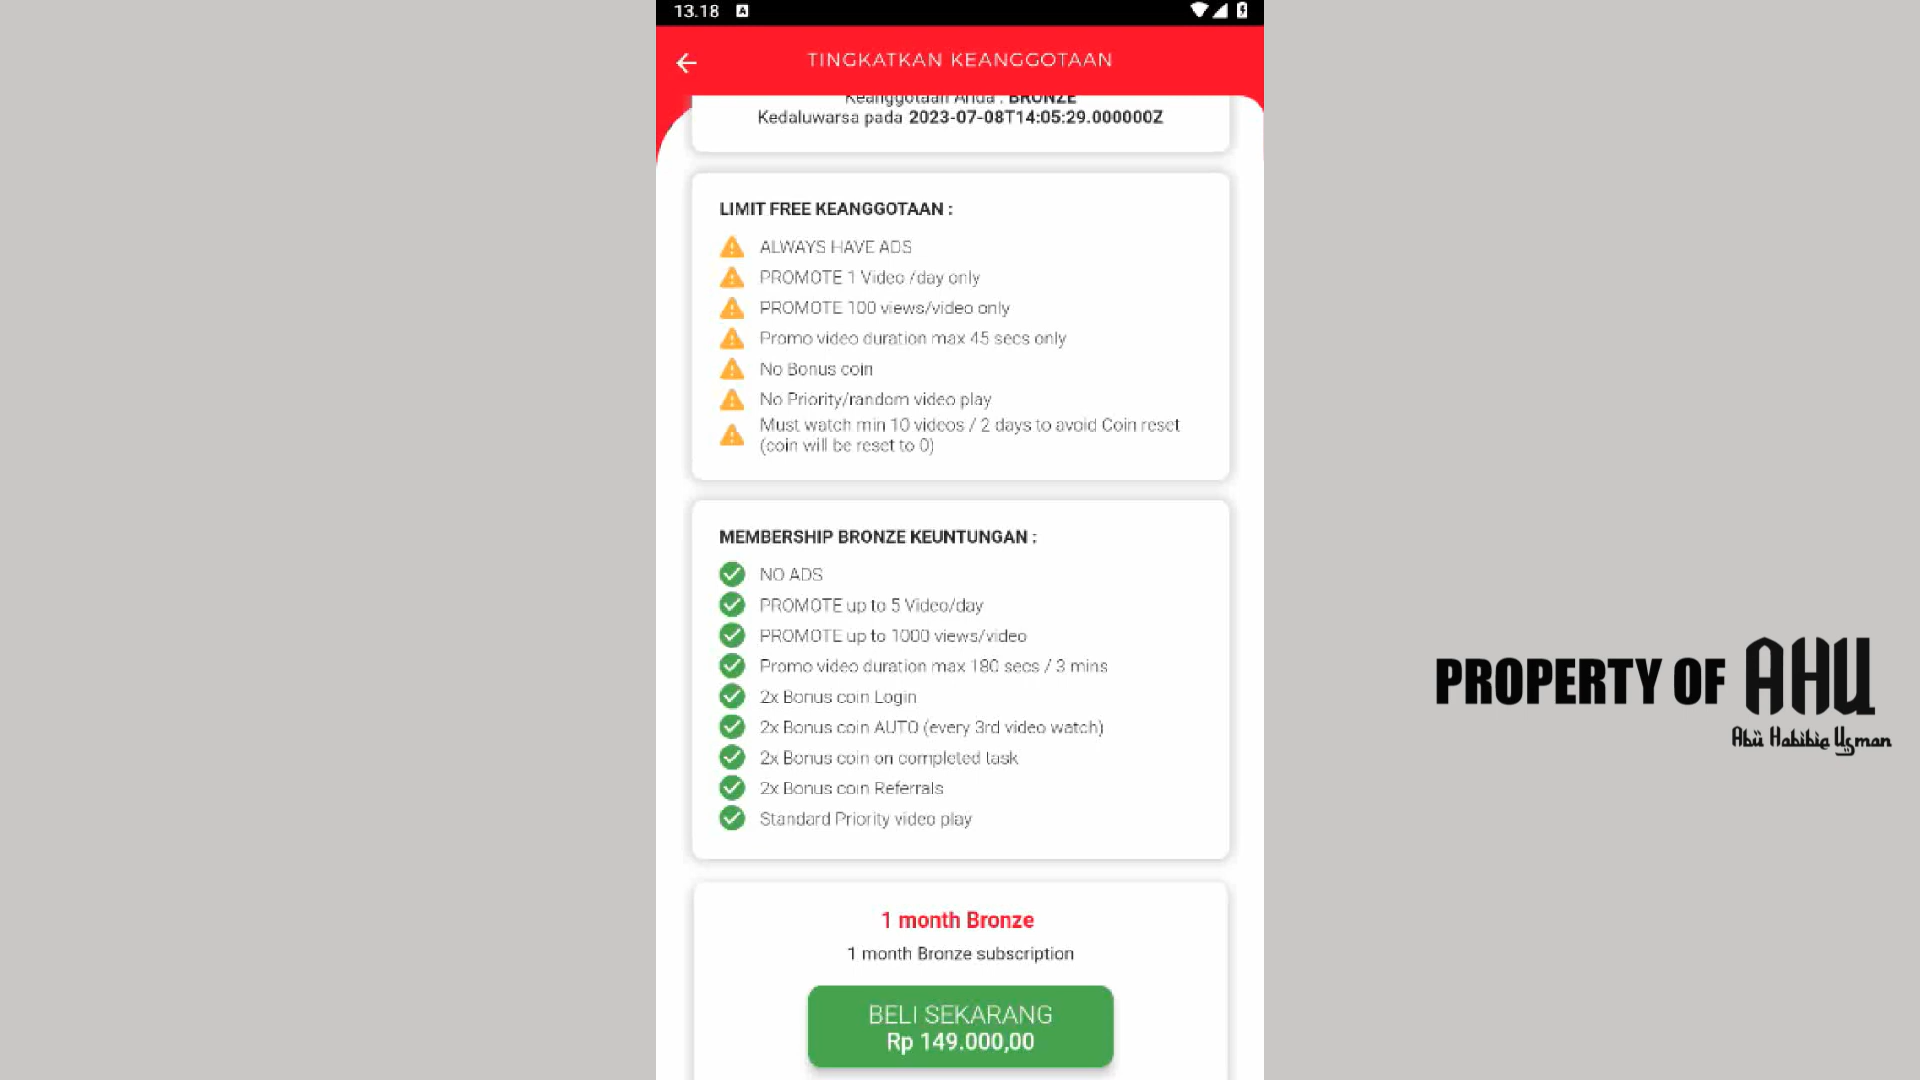 13.18
TINGKATKAN KEANGGOTAAN
Keanggotaan Anda : BRONZE
Kedaluwarsa pada 2023-07-08T14:05:29.000000Z
LIMIT FREE KEANGGOTAAN :
ALWAYS HAVE ADS
PROMOTE 1 Video /day only
PROMOTE 100 views/video only
Promo video duration max 45 secs only
No Bonus coin
No Priority/random video play
Must watch min 10 videos / 2 days to avoid Coin reset
(coin will be reset to 0)
MEMBERSHIP BRONZE KEUNTUNGAN :
NO ADS
PROMOTE up to 5 Video/day
PROMOTE up to 1000 views/video
Promo video duration max 180 secs / 3 mins
2x Bonus coin Login
2x Bonus coin AUTO (every 3rd video watch)
2x Bonus coin on completed task
2x Bonus coin Referrals
Standard Priority video play
1 month Bronze
1 month Bronze subscription
BELI SEKARANG
Rp 149.000,00
PROPERTY OF AHU
Abü Habibie Usman